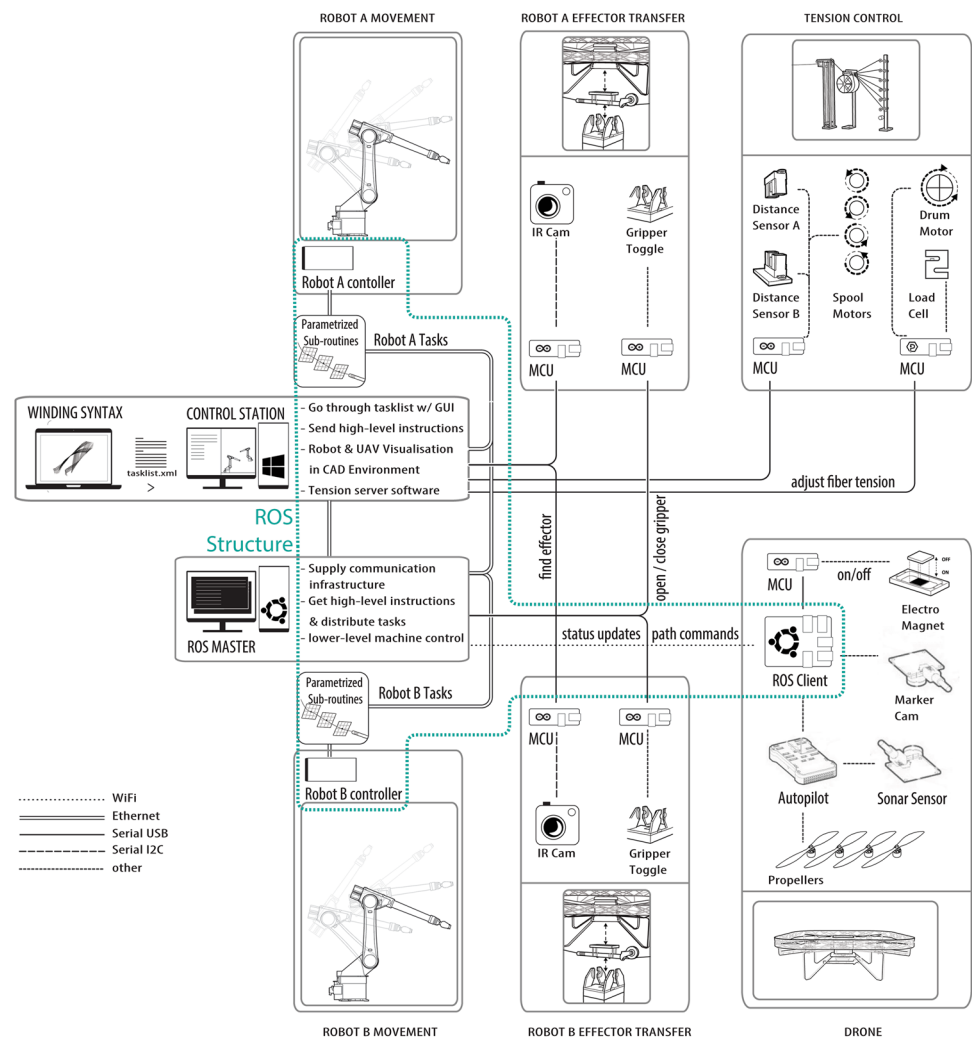 ROBOT A MOVEMENT
ROBOT A EFFECTOR TRANSFER
TENSION CONTROL
Robot A contoller
IR Cam
Gripper
Toggle
MCU
MCU
Distance
Sensor A
Distance
Sensor B
Spool
Motors
Drum
Motor
Load
Cell
P
MCU
MCU
Parametrized
Sub-routines
Robot A Tasks
WINDING SYNTAX
tasklist.xml
>
CONTROL STATION
- Go through tasklist w/ GUI
- Send high-level instructions
- Robot & UAV Visualisation
in CAD Environment
- Tension server software
adjust fiber tension
ROS
Structure
find effector
open / close gripper
ROS MASTER
- Supply communication
infrastructure
- Get high-level instructions
& distribute tasks
- lower-level machine control
status updates
path commands
MCU
on/off
OFF
ON
Electro
Magnet
ROS Client
Marker
Cam
Autopilot
Sonar Sensor
Propellers
Parametrized
Sub-routines
Robot B Tasks
Robot B controller
MCU
MCU
IR Cam
Gripper
Toggle
WiFi
Ethernet
Serial USB
Serial I2C
other
ROBOT B MOVEMENT
ROBOT B EFFECTOR TRANSFER
DRONE